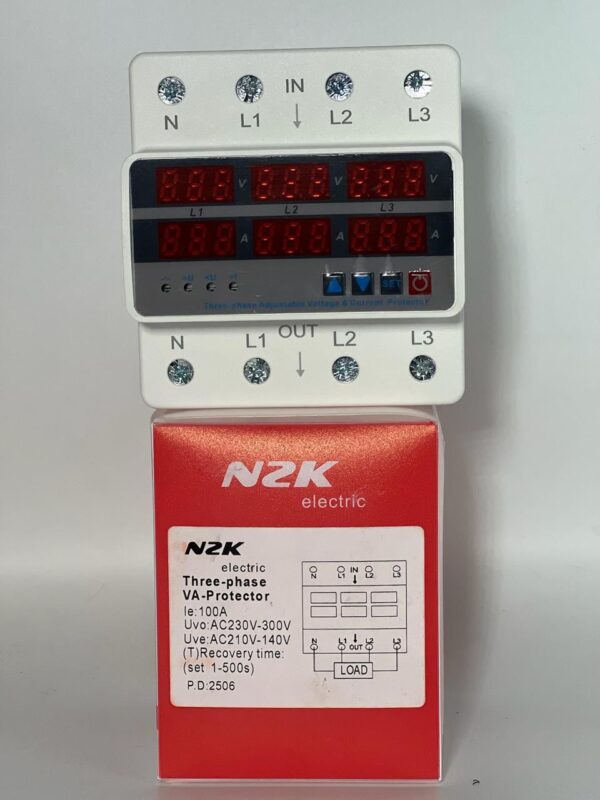 IN
N L1 ↓ L2 L3
V V V
L1 L2 L3
A A A
>U <U >I
SET
Three-phase Adjustable Voltage & Current Protector
N L1 OUT L2 L3
↓
N2K
electric
N2K
electric
Three-phase
VA-Protector
Ie:100A
Uvo:AC230V-300V
Uve:AC210V-140V
(T)Recovery time:
(set 1-500s)
P.D:2506
N L1 IN L2 L3
↓
N L1 OUT L2 L3
LOAD